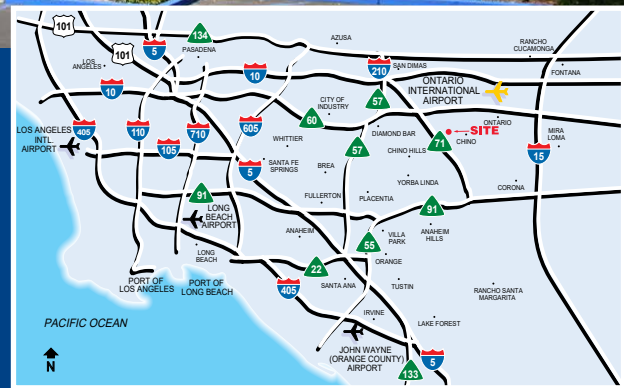 101
134
5
101
PASADENA
AZUSA
RANCHO
CUCAMONGA
LOS
ANGELES
10
10
210
SAN DIMAS
FONTANA
ONTARIO
INTERNATIONAL
AIRPORT
57
CITY OF
INDUSTRY
60
ONTARIO
LOS ANGELES
INTL.
AIRPORT
405
110
710
605
105
WHITTIER
DIAMOND BAR
57
CHINO HILLS
71
SITE
CHINO
MIRA
LOMA
15
5
SANTA FE
SPRINGS
BREA
YORBA LINDA
CORONA
91
FULLERTON
PLACENTIA
91
LONG
BEACH
AIRPORT
ANAHEIM
VILLA
PARK
ANAHEIM
HILLS
55
ORANGE
LONG
BEACH
22
PORT OF
LOS ANGELES
PORT OF
LONG BEACH
405
SANTA ANA
TUSTIN
RANCHO SANTA
MARGARITA
IRVINE
LAKE FOREST
PACIFIC OCEAN
N
JOHN WAYNE
(ORANGE COUNTY)
AIRPORT
5
133